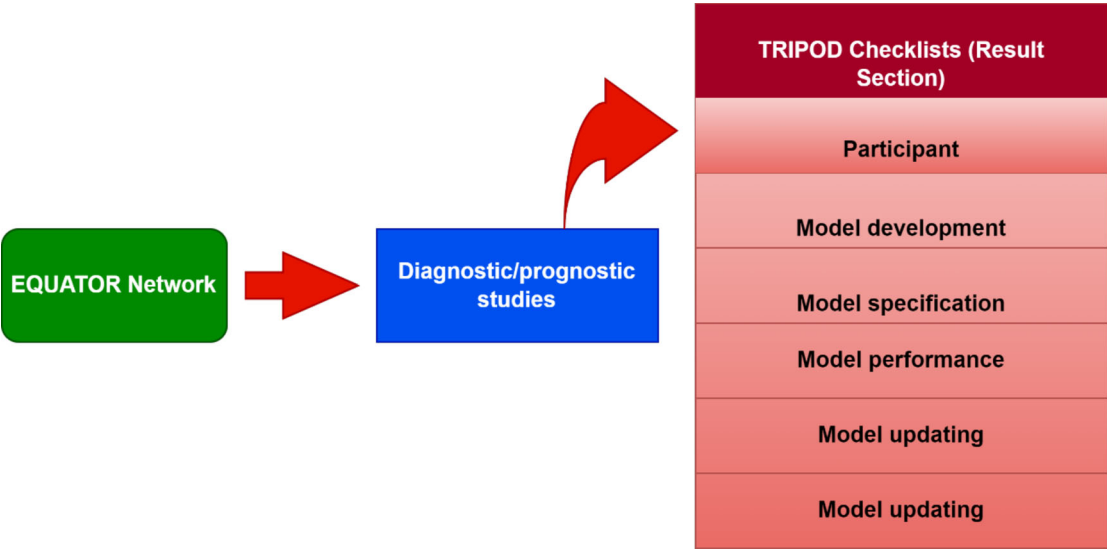 EQUATOR Network
Diagnostic/prognostic
studies
TRIPOD Checklists (Result
Section)
Participant
Model development
Model specification
Model performance
Model updating
Model updating